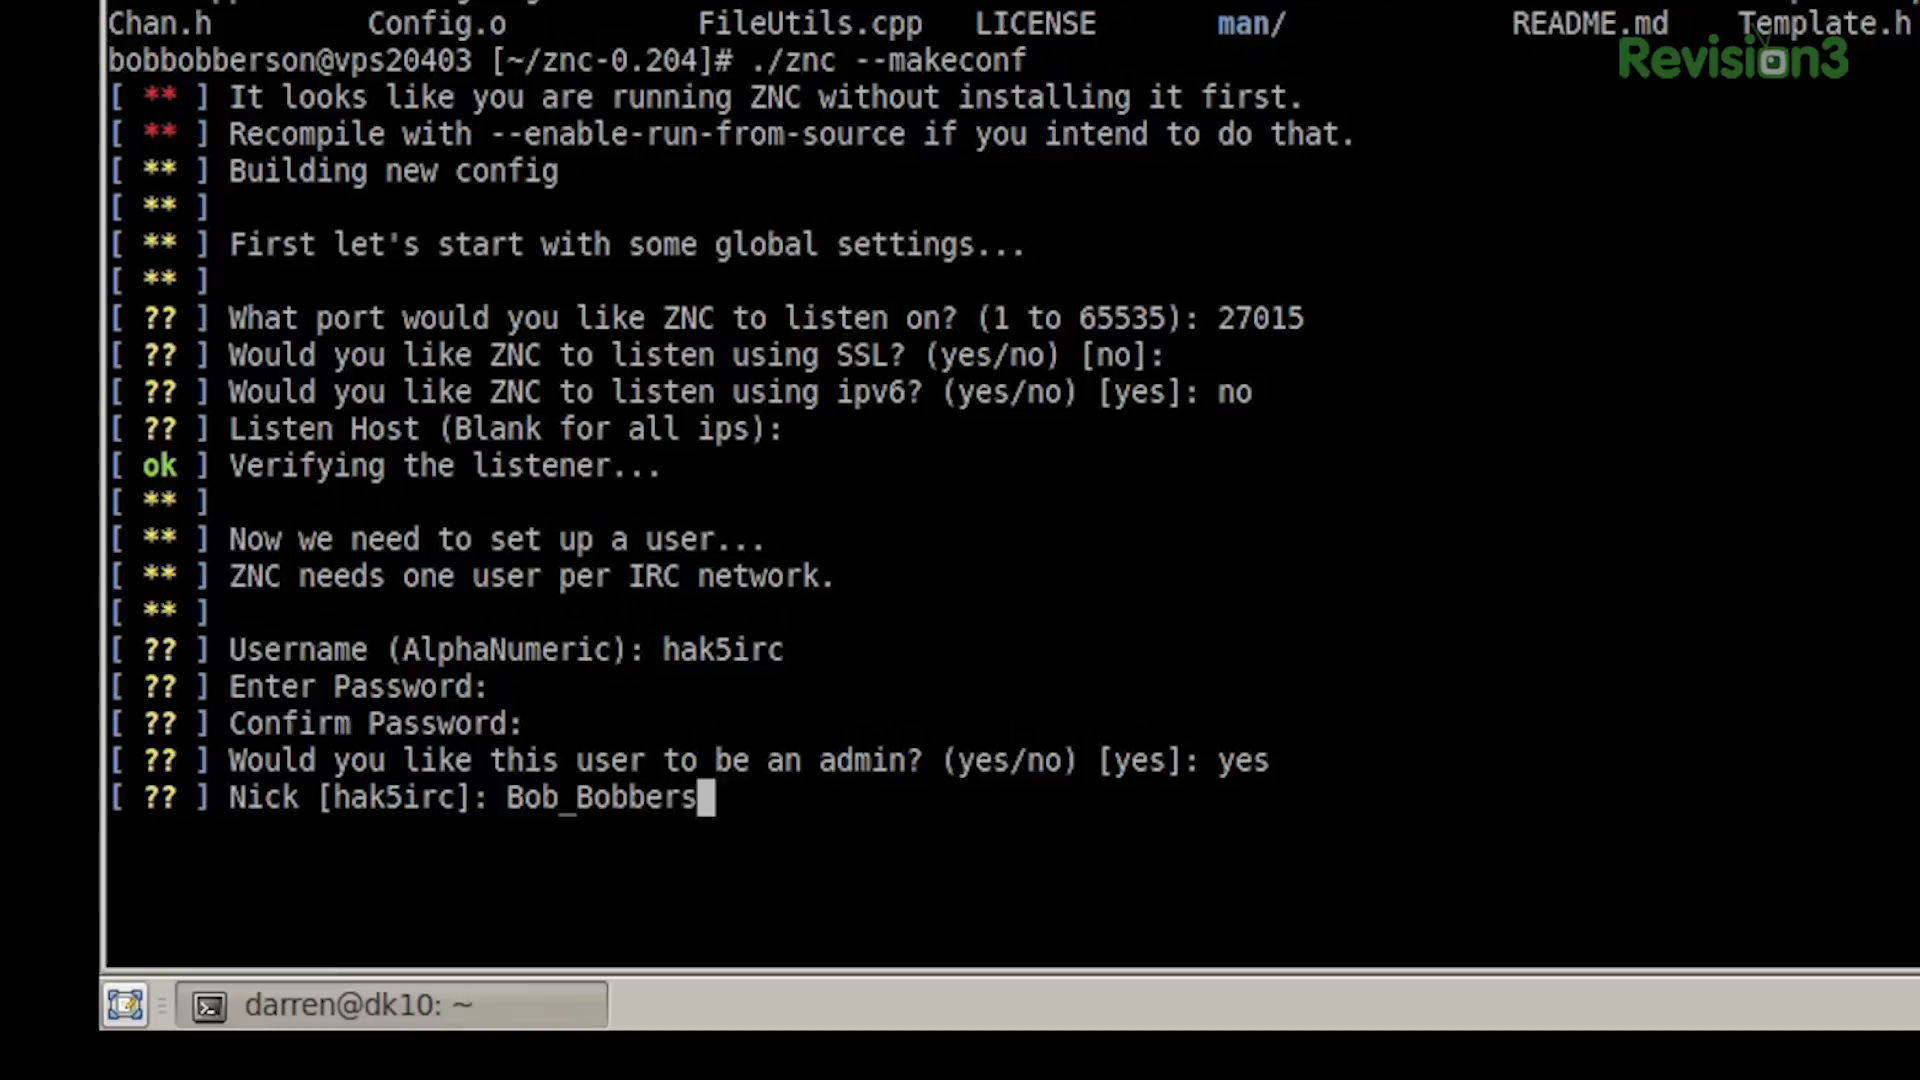 Chan.h Config.o FileUtils.cpp LICENSE man/ README.md Template.h
bobbobberson@vps20403 [~/znc-0.204]# ./znc --makeconf
Revision3
[ ** ] It looks like you are running ZNC without installing it first.
[ ** ] Recompile with --enable-run-from-source if you intend to do that.
[ ** ] Building new config
[ ** ]
[ ** ] First let's start with some global settings...
[ ** ]
[ ?? ] What port would you like ZNC to listen on? (1 to 65535): 27015
[ ?? ] Would you like ZNC to listen using SSL? (yes/no) [no]:
[ ?? ] Would you like ZNC to listen using ipv6? (yes/no) [yes]: no
[ ?? ] Listen Host (Blank for all ips):
[ ok ] Verifying the listener...
[ ** ]
[ ** ] Now we need to set up a user...
[ ** ] ZNC needs one user per IRC network.
[ ** ]
[ ?? ] Username (AlphaNumeric): hak5irc
[ ?? ] Enter Password:
[ ?? ] Confirm Password:
[ ?? ] Would you like this user to be an admin? (yes/no) [yes]: yes
[ ?? ] Nick [hak5irc]: Bob_Bobbers
darren@dk10: ~